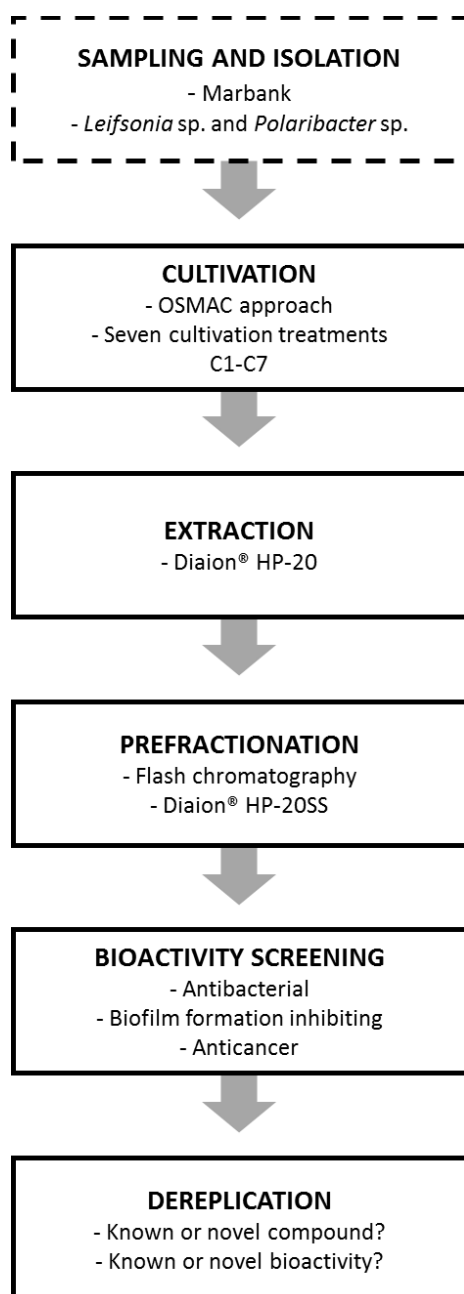 SAMPLING AND ISOLATION
- Marbank
- Leifsonia sp. and Polaribacter sp.
CULTIVATION
- OSMAC approach
- Seven cultivation treatments
C1-C7
EXTRACTION
- Diaion® HP-20
PREFRACTIONATION
- Flash chromatography
- Diaion® HP-20SS
BIOACTIVITY SCREENING
- Antibacterial
- Biofilm formation inhibiting
- Anticancer
DEREPLICATION
- Known or novel compound?
- Known or novel bioactivity?